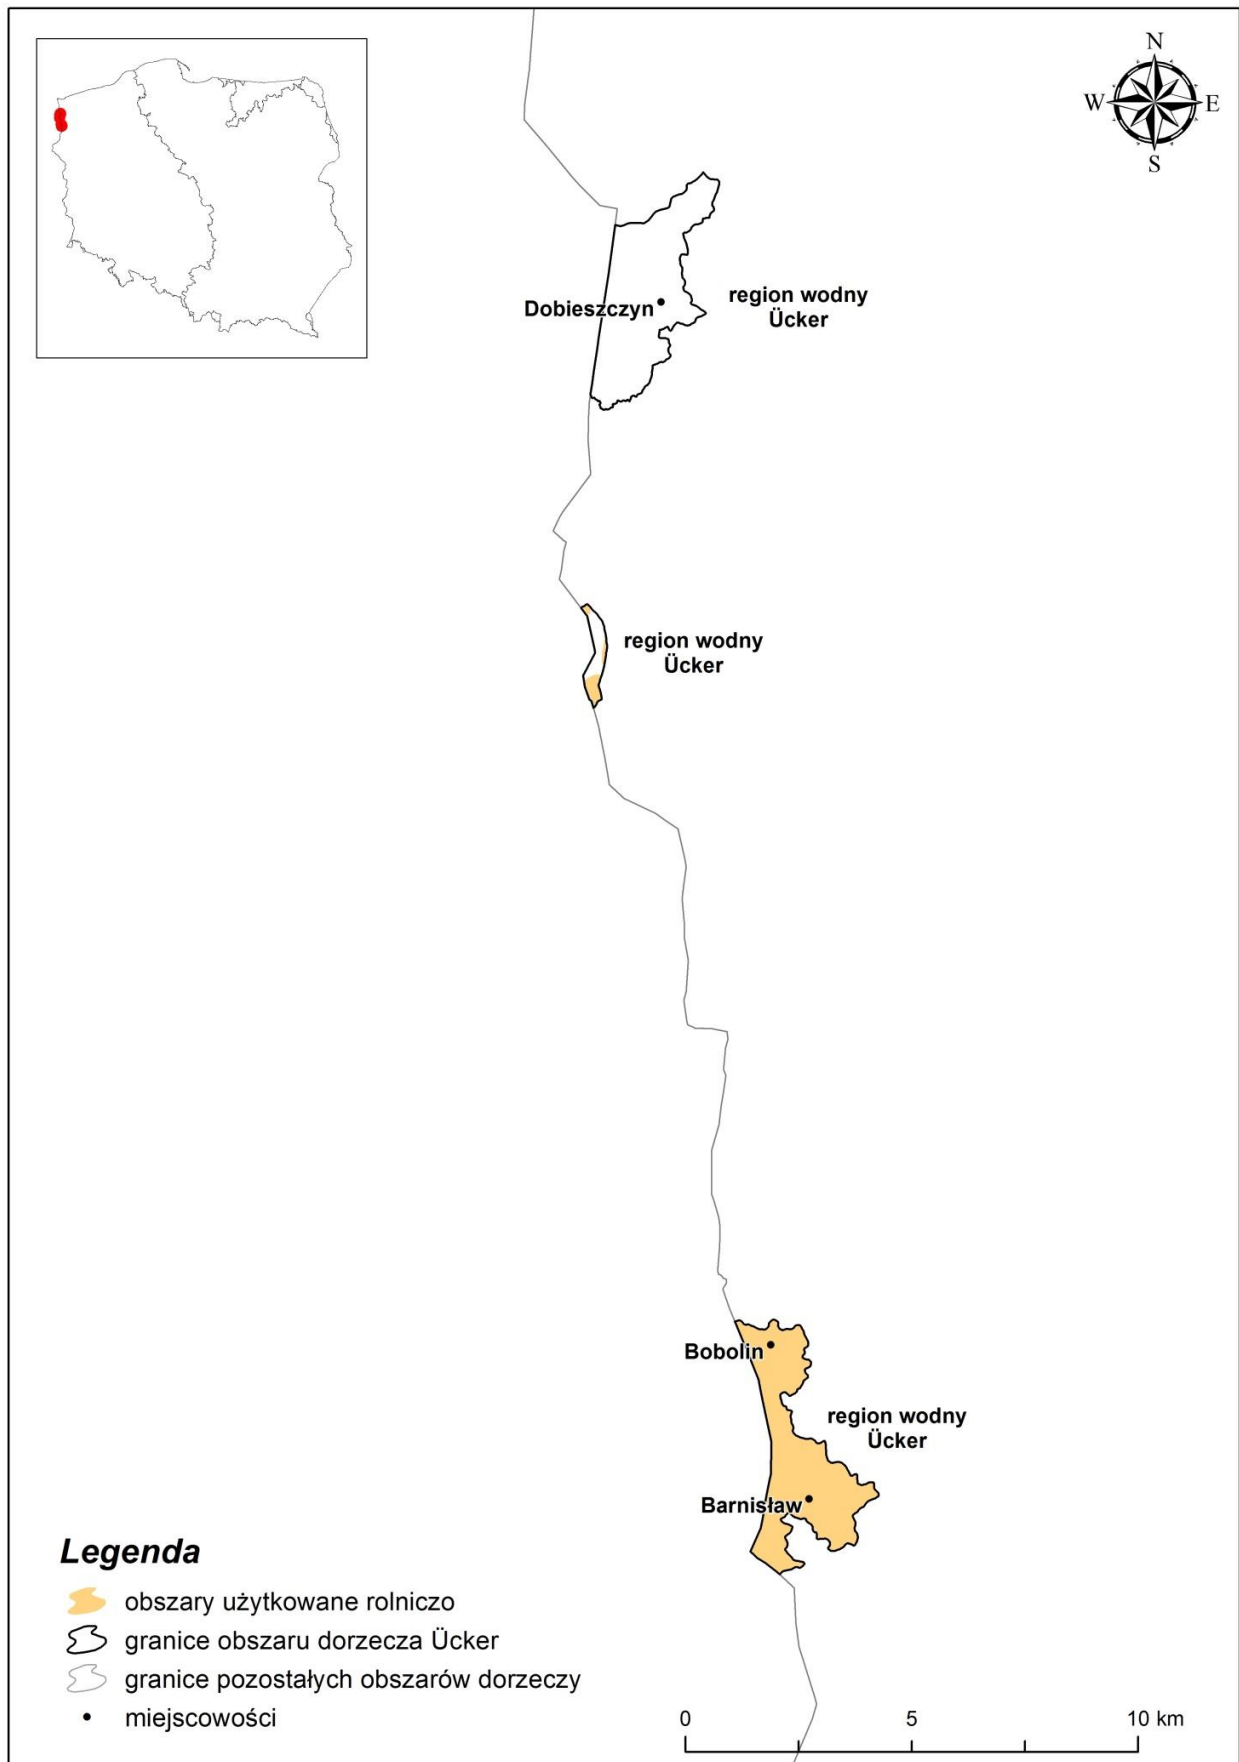 N
W E
S
region wodny
Ücker
Dobieszczyn
region wodny
Ücker
Bobolin
region wodny
Ücker
Barnisław
Legenda
obszary użytkowane rolniczo
granice obszaru dorzecza Ücker
granice pozostałych obszarów dorzeczy
miejscowości
0 5 10 km